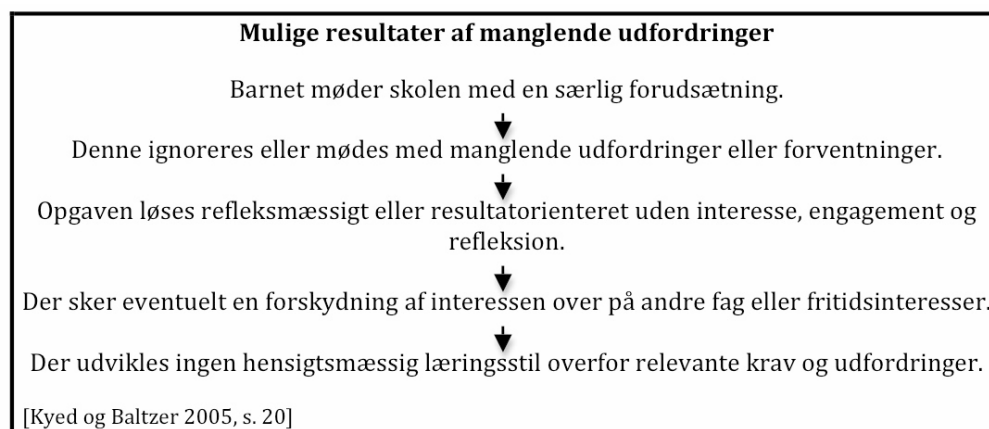 Mulige resultater af manglende udfordringer
Barnet møder skolen med en særlig forudsætning.
Denne ignoreres eller mødes med manglende udfordringer eller forventninger.
Opgaven løses refleksmæssigt eller resultatorienteret uden interesse, engagement og
refleksion.
Der sker eventuelt en forskydning af interessen over på andre fag eller fritidsinteresser.
Der udvikles ingen hensigtsmæssig læringsstil overfor relevante krav og udfordringer.
[Kyed og Baltzer 2005, s. 20]